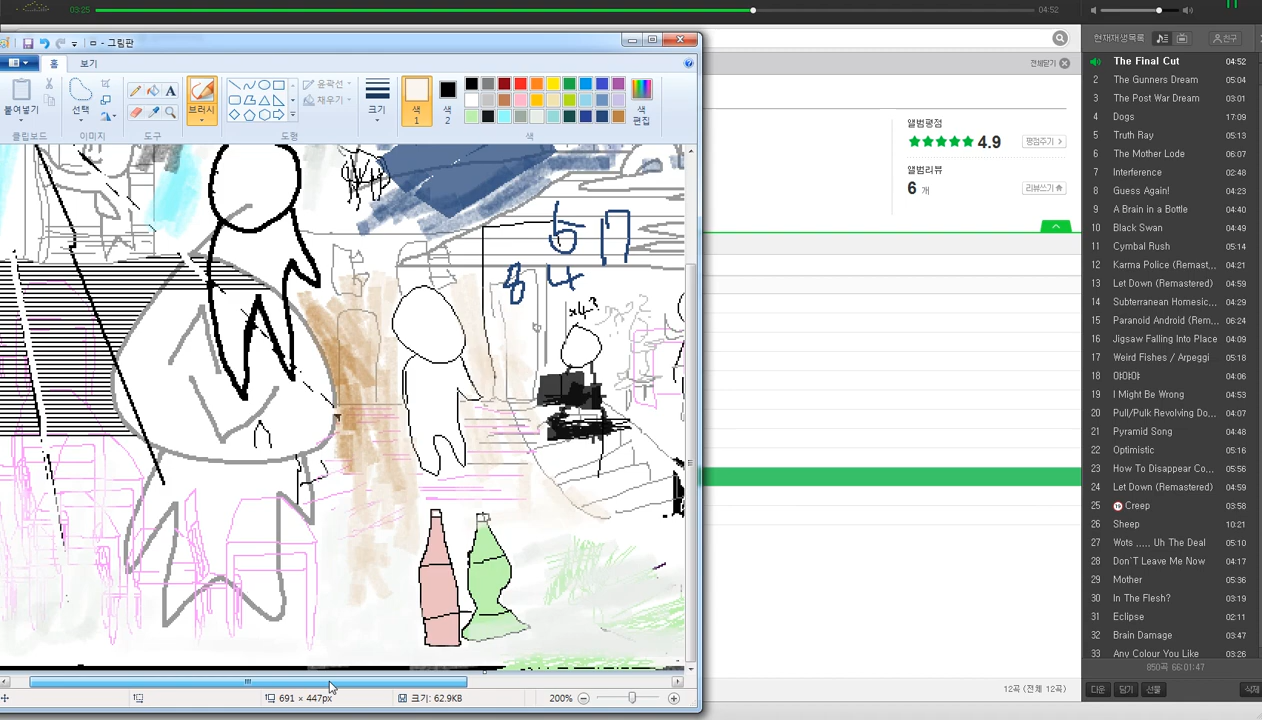 03:25
04:52
그림판
홈
보기
붙여넣기
선택
브러시
윤곽선
채우기
크기
색
1
색
2
색
편집
클립보드
이미지
도구
도형
색
6 17
8 4
x4?
691 × 447px
크기: 62.9KB
200%
전체닫기
앨범평점
4.9
평점주기
앨범리뷰
6 개
리뷰쓰기
12곡 (전체 12곡)
현재재생목록
친구
The Final Cut 04:52
2 The Gunners Dream 05:04
3 The Post War Dream 03:01
4 Dogs 17:09
5 Truth Ray 05:13
6 The Mother Lode 06:07
7 Interference 02:48
8 Guess Again! 04:23
9 A Brain in a Bottle 04:40
10 Black Swan 04:49
11 Cymbal Rush 05:14
12 Karma Police (Remast... 04:21
13 Let Down (Remastered) 04:59
14 Subterranean Homesic... 04:29
15 Paranoid Android (Rem... 06:24
16 Jigsaw Falling Into Place 04:09
17 Weird Fishes / Arpeggi 05:18
18 야야야 04:06
19 I Might Be Wrong 04:53
20 Pull/Pulk Revolving Do... 04:07
21 Pyramid Song 04:48
22 Optimistic 05:16
23 How To Disappear Co... 05:56
24 Let Down (Remastered) 04:59
25 19 Creep 03:58
26 Sheep 10:21
27 Wots ..... Uh The Deal 05:10
28 Don`T Leave Me Now 04:17
29 Mother 05:36
30 In The Flesh? 03:19
31 Eclipse 02:11
32 Brain Damage 03:47
33 Any Colour You Like 03:26
850곡 66:01:47
다운
담기
선물
삭제